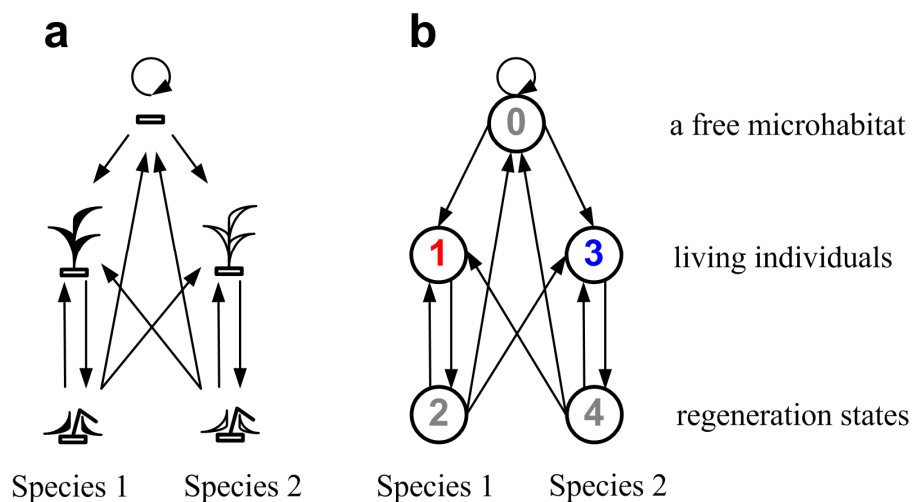 a
b
0
a free microhabitat
1
3
living individuals
2
4
regeneration states
Species 1
Species 2
Species 1
Species 2